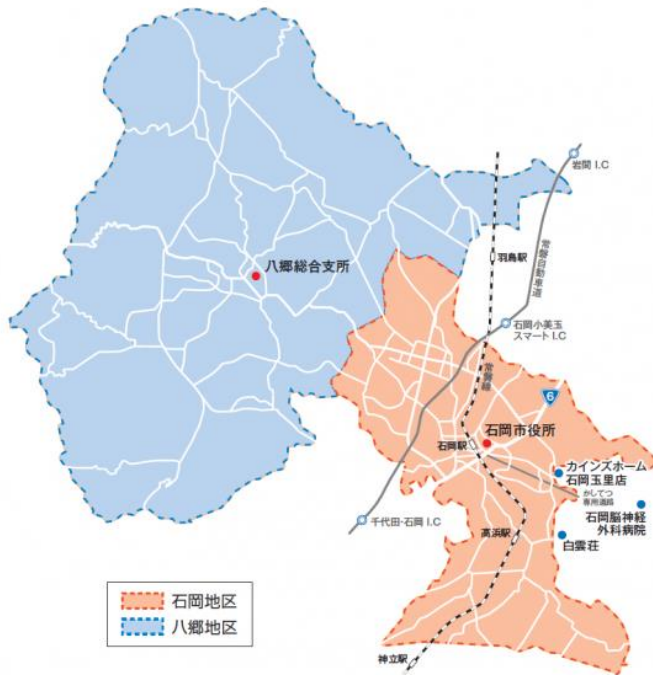 岩間 I.C
羽鳥駅
常磐自動車道
八郷総合支所
石岡小美玉
スマート I.C
常磐線
6
石岡市役所
石岡駅
カインズホーム
石岡玉里店
かしてつ
専用道路
石岡脳神経
外科病院
千代田・石岡 I.C
高浜駅
白雲荘
石岡地区
八郷地区
神立駅